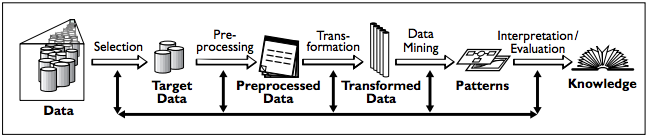 Selection
Pre-
processing
Trans-
formation
Data
Mining
Interpretation/
Evaluation
Data
Target
Data
Preprocessed
Data
Transformed
Data
Patterns
Knowledge